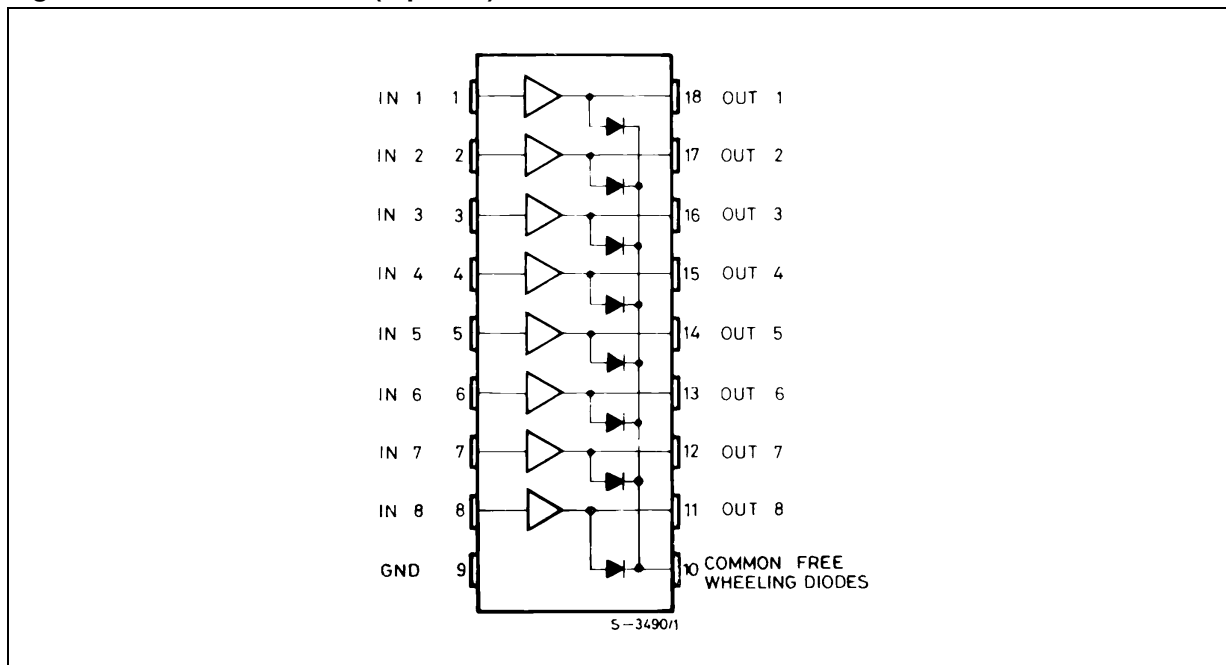 IN 1 1 18 OUT 1
IN 2 2 17 OUT 2
IN 3 3 16 OUT 3
IN 4 4 15 OUT 4
IN 5 5 14 OUT 5
IN 6 6 13 OUT 6
IN 7 7 12 OUT 7
IN 8 8 11 OUT 8
GND 9 10 COMMON FREE
WHEELING DIODES
S-3490/1